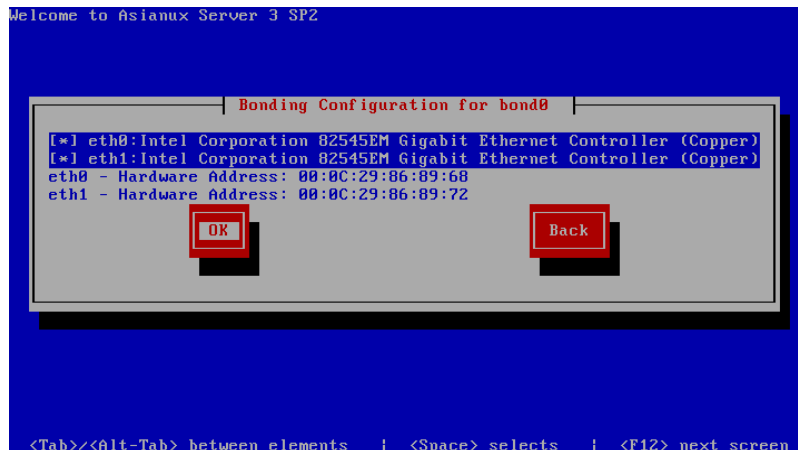 Welcome to Asianux Server 3 SP2
Bonding Configuration for bond0
[*] eth0:Intel Corporation 82545EM Gigabit Ethernet Controller (Copper)
[*] eth1:Intel Corporation 82545EM Gigabit Ethernet Controller (Copper)
eth0 - Hardware Address: 00:0C:29:86:89:68
eth1 - Hardware Address: 00:0C:29:86:89:72
OK Back
<Tab>/<Alt-Tab> between elements | <Space> selects | <F12> next screen